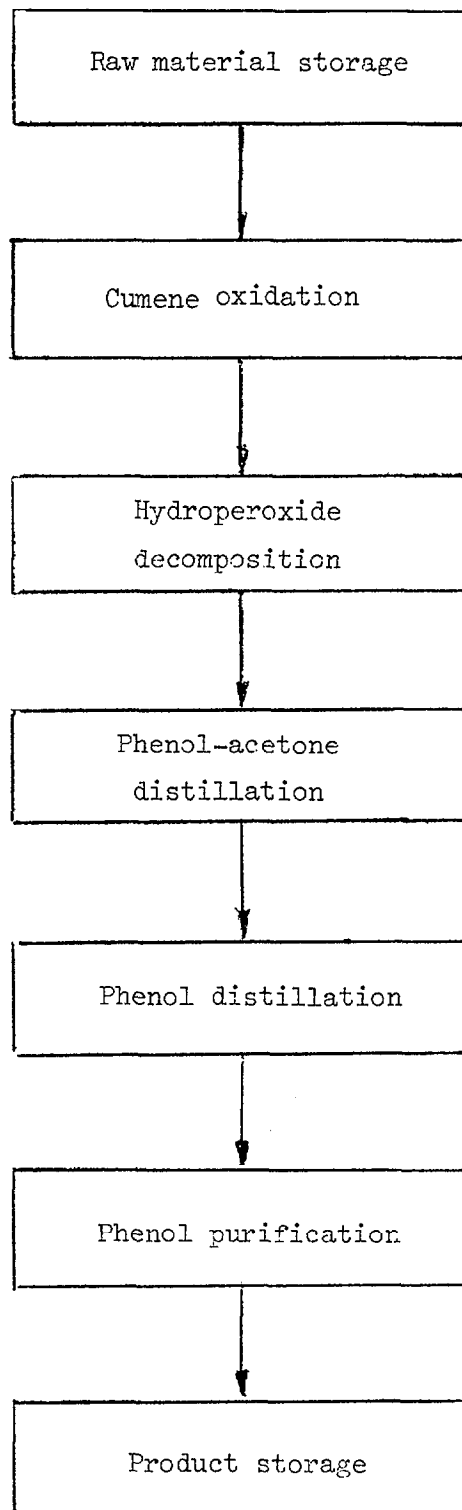 Raw material storage
Cumene oxidation
Hydroperoxide
decomposition
Phenol-acetone
distillation
Phenol distillation
Phenol purification
Product storage